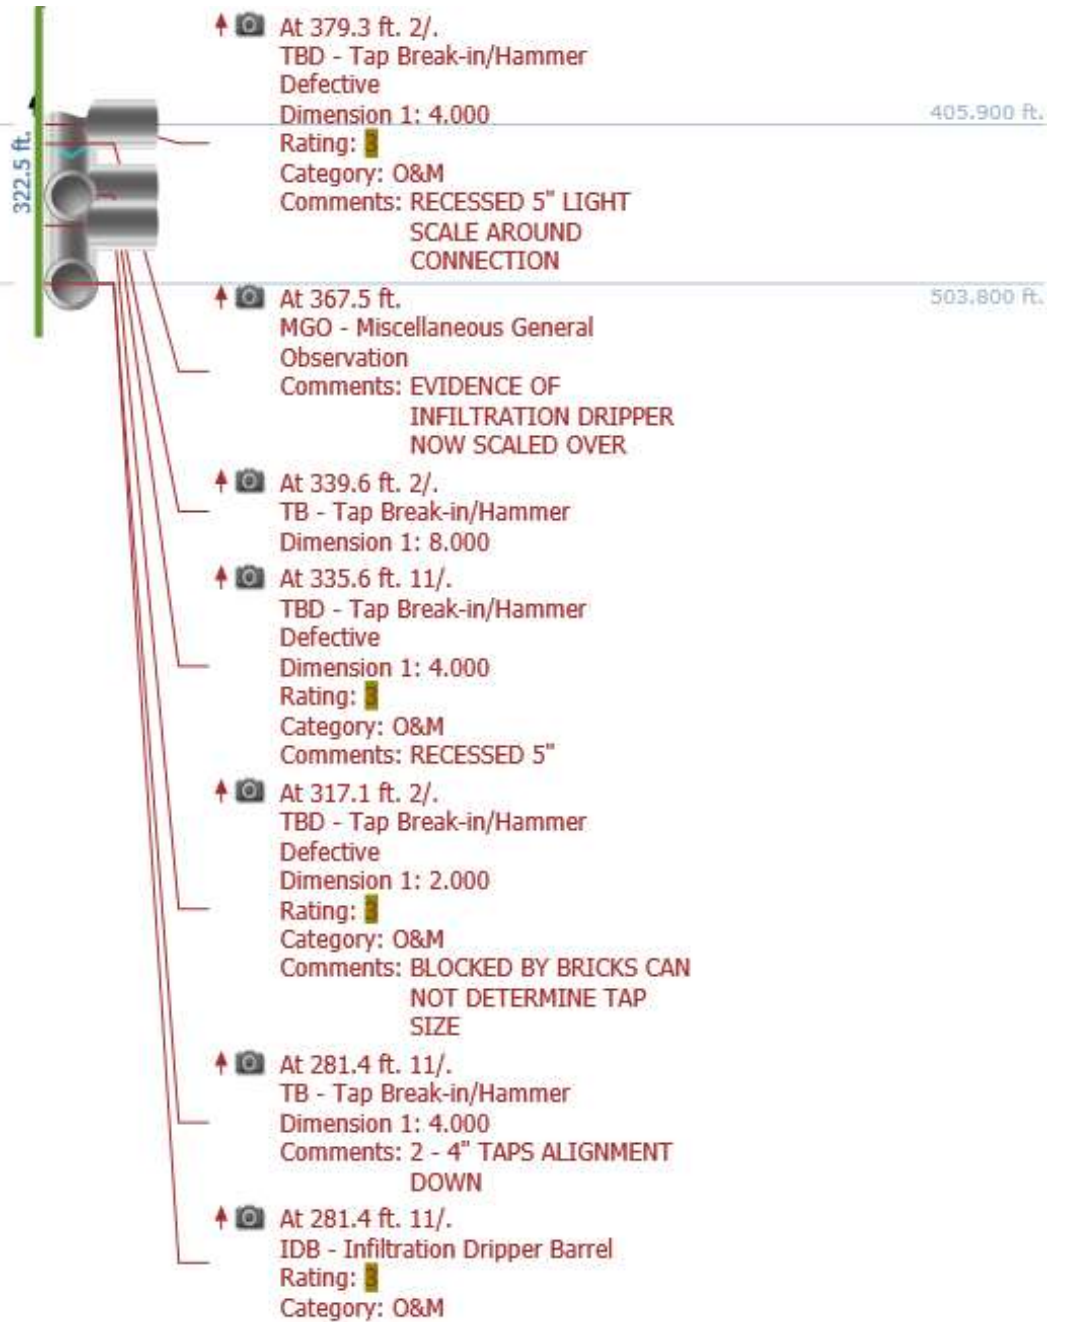 At 379.3 ft. 2/.
TBD - Tap Break-in/Hammer
Defective
Dimension 1: 4.000
405.900 ft.
Rating: 3
322.5 ft.
Category: O&M
Comments: RECESSED 5" LIGHT
SCALE AROUND
CONNECTION
At 367.5 ft.
503.800 ft.
MGO - Miscellaneous General
Observation
Comments: EVIDENCE OF
INFILTRATION DRIPPER
NOW SCALED OVER
At 339.6 ft. 2/.
TB - Tap Break-in/Hammer
Dimension 1: 8.000
At 335.6 ft. 11/.
TBD - Tap Break-in/Hammer
Defective
Dimension 1: 4.000
Rating: 3
Category: O&M
Comments: RECESSED 5"
At 317.1 ft. 2/.
TBD - Tap Break-in/Hammer
Defective
Dimension 1: 2.000
Rating: 3
Category: O&M
Comments: BLOCKED BY BRICKS CAN
NOT DETERMINE TAP
SIZE
At 281.4 ft. 11/.
TB - Tap Break-in/Hammer
Dimension 1: 4.000
Comments: 2 - 4" TAPS ALIGNMENT
DOWN
At 281.4 ft. 11/.
IDB - Infiltration Dripper Barrel
Rating: 3
Category: O&M